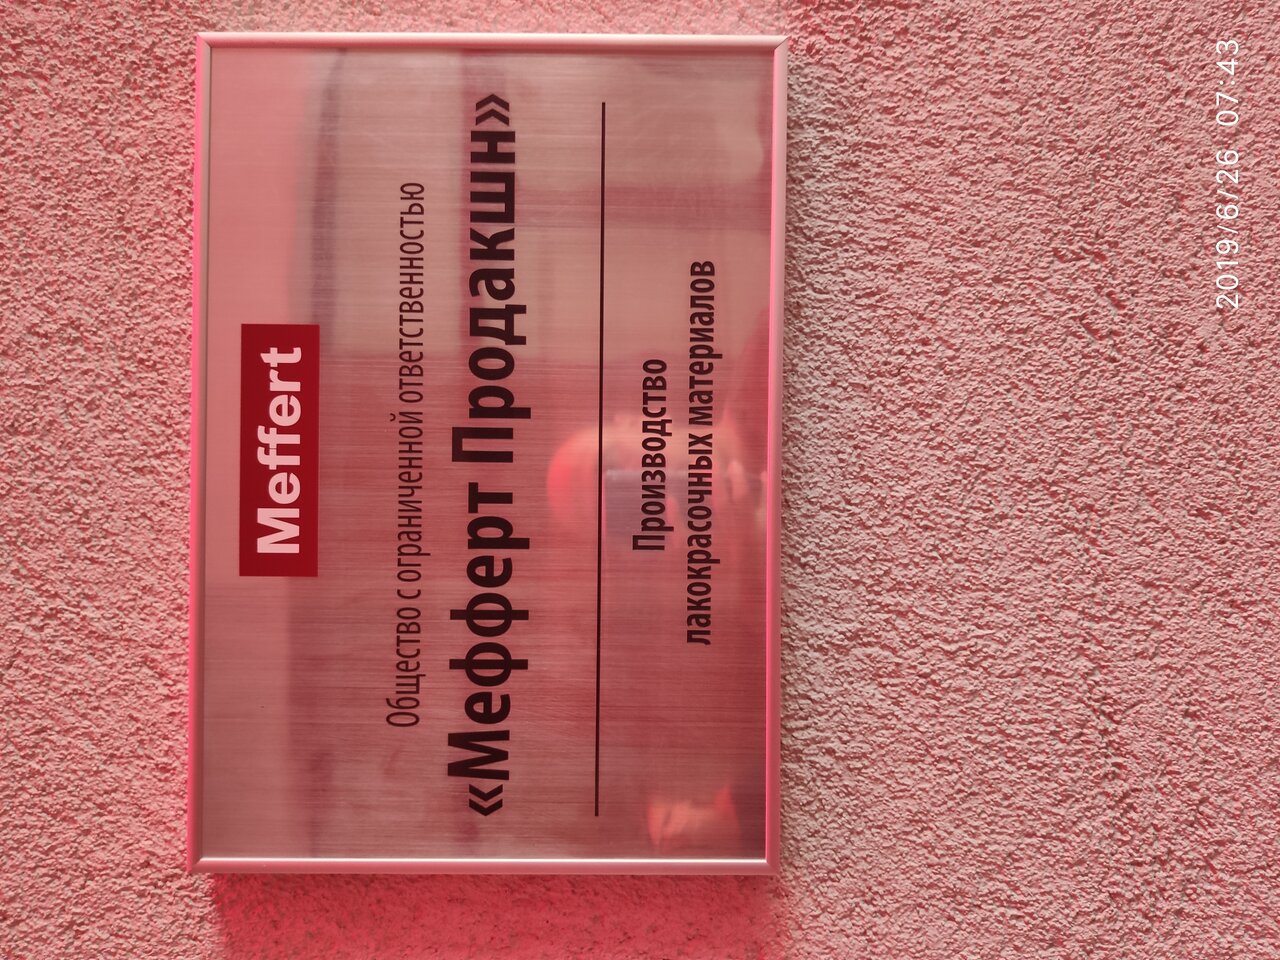 Meffert
Общество с ограниченной ответственностью
«Мефферт Продакшн»
Производство
лакокрасочных материалов
2019/6/26 07:43